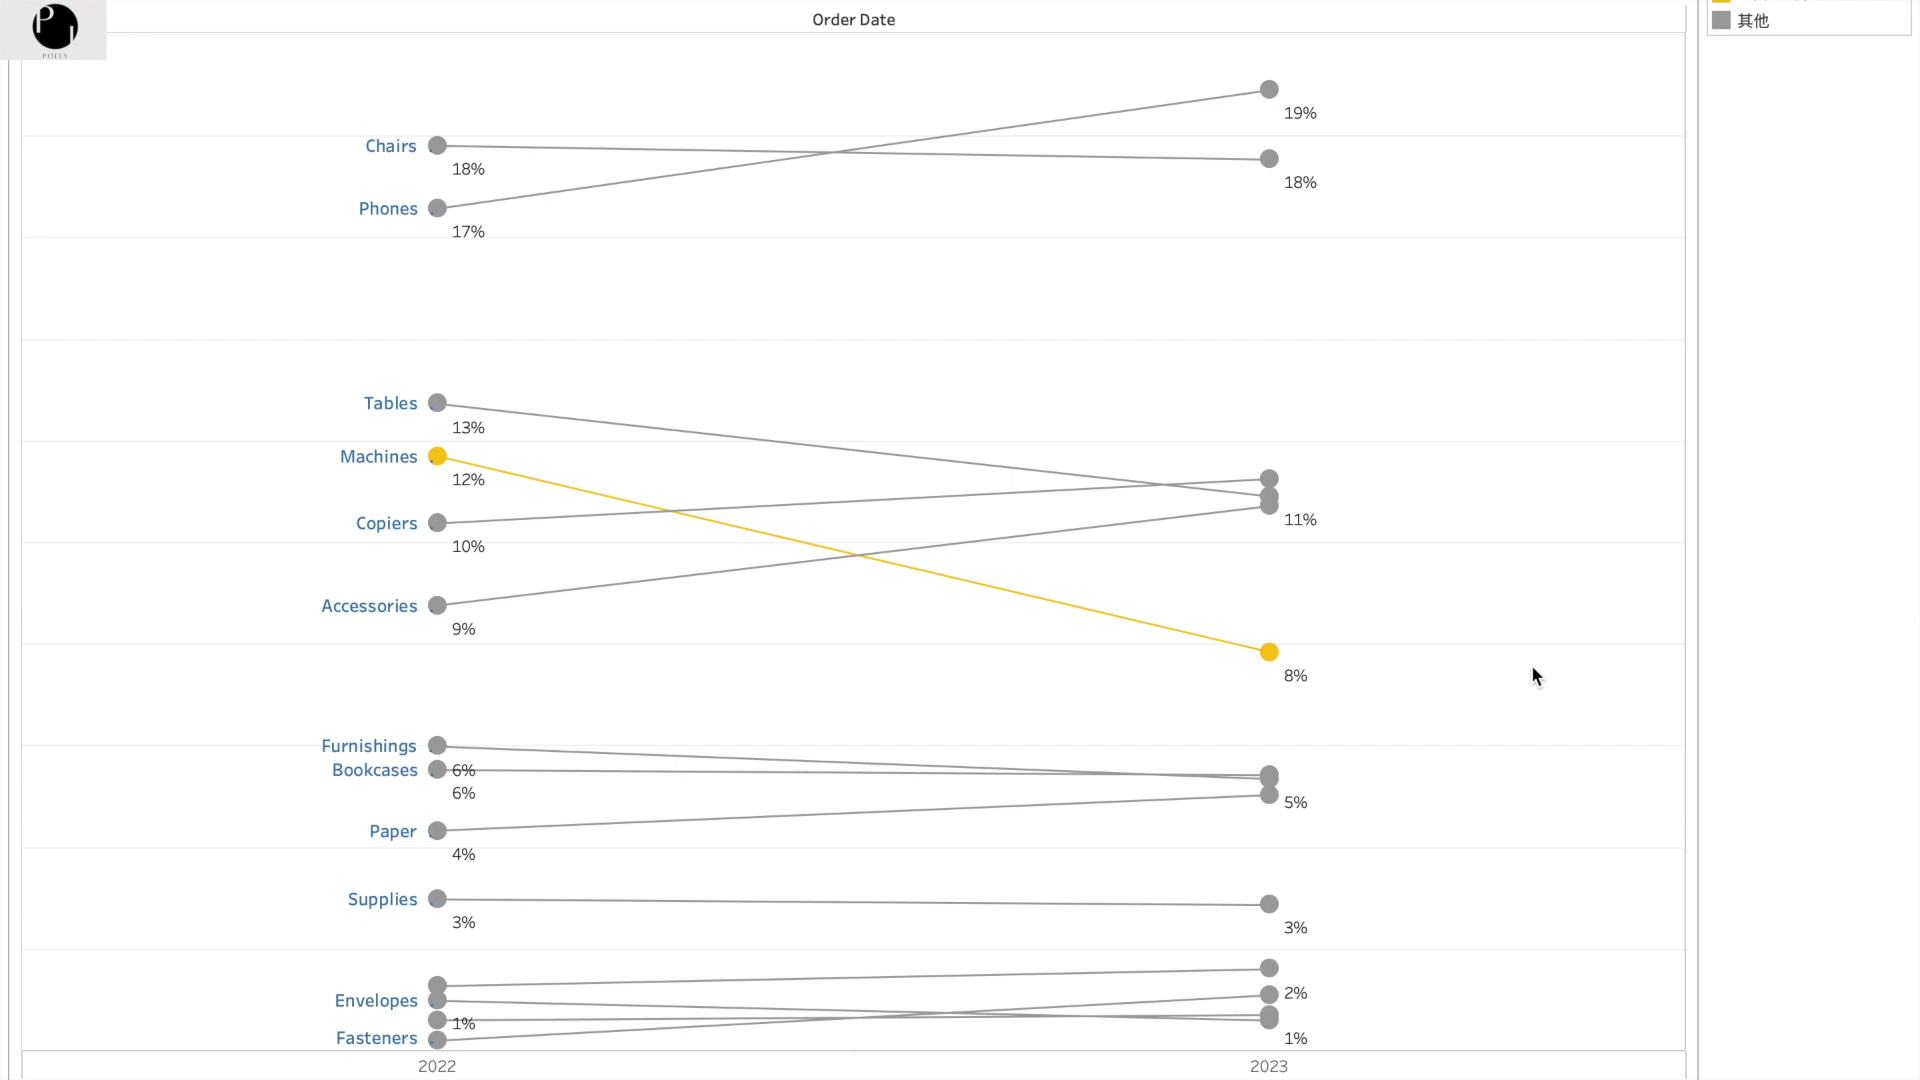 P
POLLY
Order Date
其他
19%
Chairs
18%
18%
Phones
17%
Tables
13%
Machines
12%
Copiers
10%
11%
Accessories
9%
8%
Furnishings
Bookcases
6%
6%
5%
Paper
4%
Supplies
3%
3%
Envelopes
2%
1%
Fasteners
1%
2022
2023